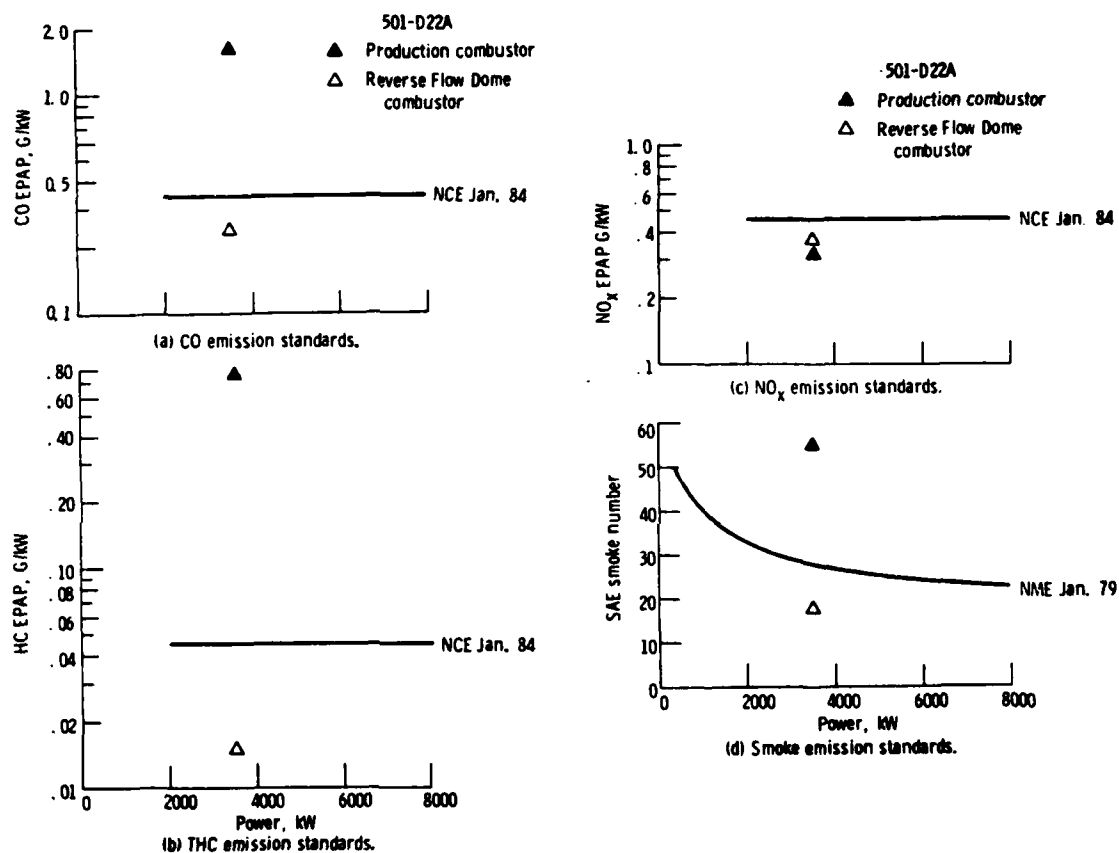 501-D22A
Production combustor
Reverse Flow Dome
combustor
CO EPAP, G/KW
2.0
1.0
0.5
0.1
NCE Jan. 84
(a) CO emission standards.
HC EPAP, G/KW
.80
.60
.40
.20
.10
.08
.06
.04
.02
.01
NCE Jan. 84
0
2000
4000
6000
8000
Power, kW
(b) THC emission standards.
501-D22A
Production combustor
Reverse Flow Dome
combustor
NOx EPAP G/KW
1.0
.8
.6
.4
.2
.1
NCE Jan. 84
(c) NOx emission standards.
SAE smoke number
60
50
40
30
20
10
0
NME Jan. 79
0
2000
4000
6000
8000
Power, kW
(d) Smoke emission standards.